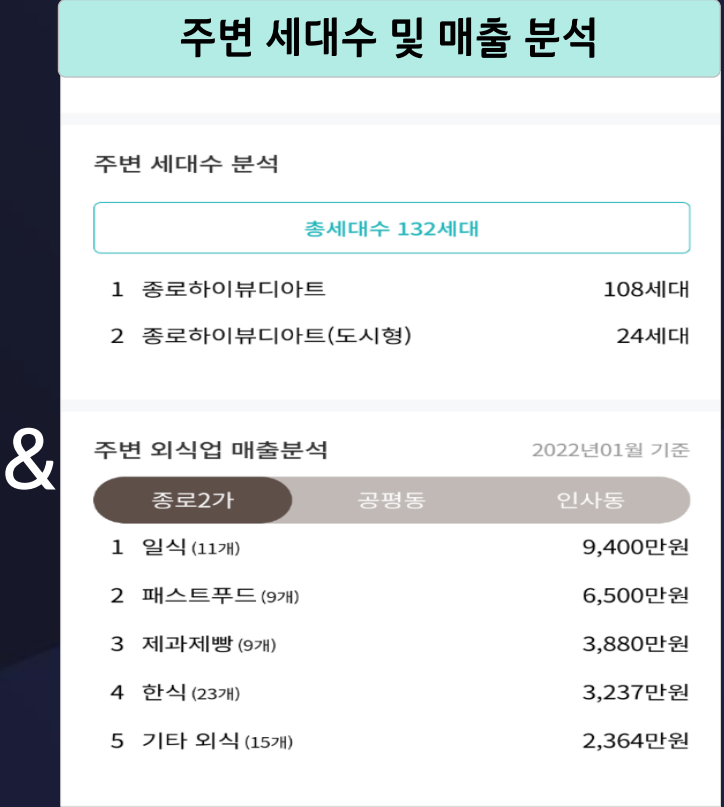 주변 세대수 및 매출 분석
주변 세대수 분석
총세대수 132세대
1 종로하이뷰디아트 108세대
2 종로하이뷰디아트(도시형) 24세대
&
주변 외식업 매출분석 2022년01월 기준
종로2가 공평동 인사동
1 일식 (11개) 9,400만원
2 패스트푸드 (9개) 6,500만원
3 제과제빵 (9개) 3,880만원
4 한식 (23개) 3,237만원
5 기타 외식 (15개) 2,364만원